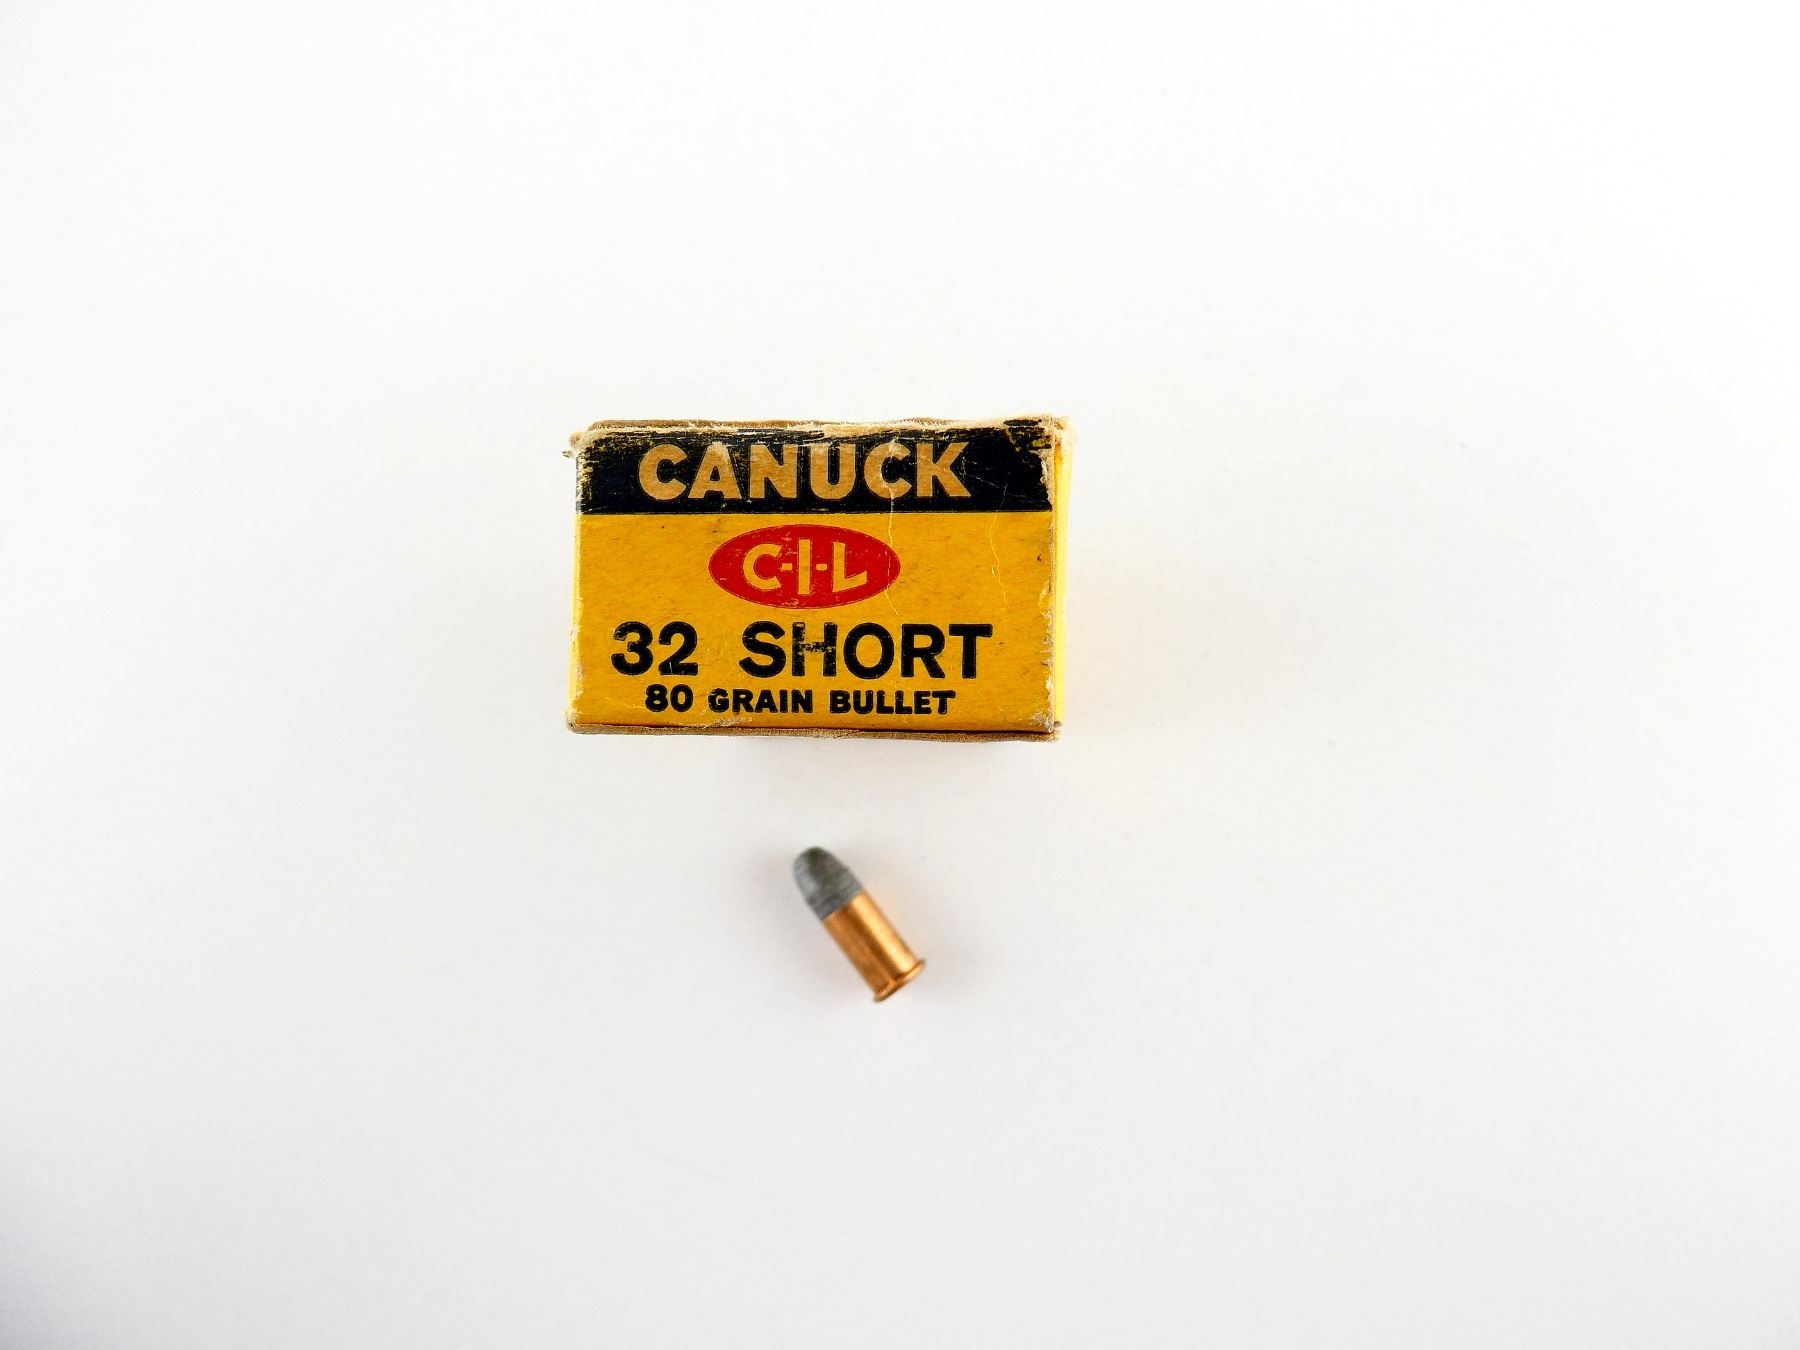 CANUCK
C-I-L
32 SHORT
80 GRAIN BULLET